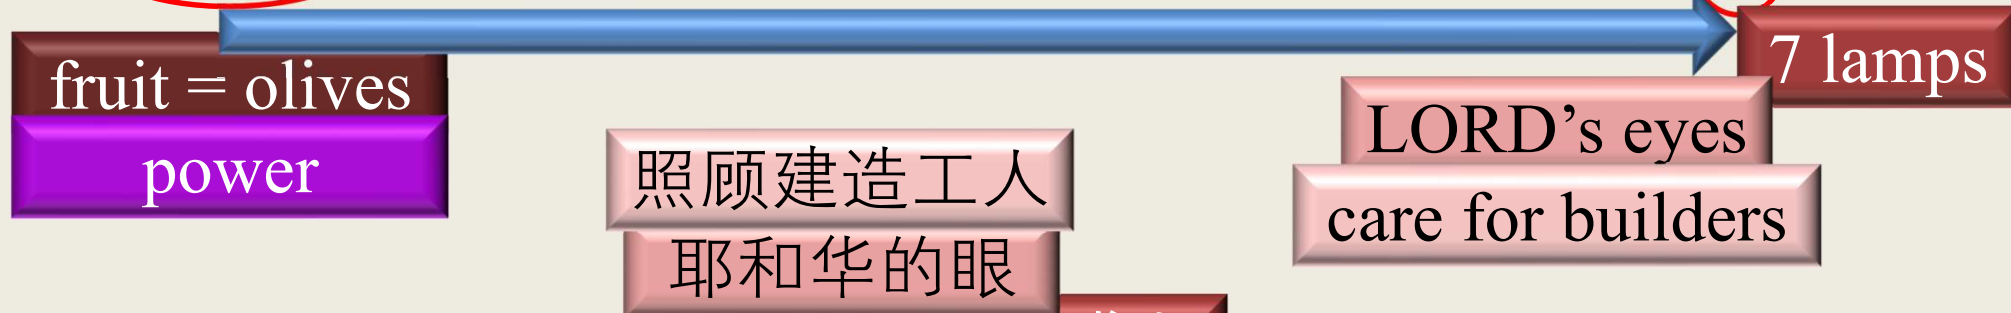 7 lamps
fruit = olives
power
LORD’s eyes
care for builders
照顾建造工人
耶和华的眼